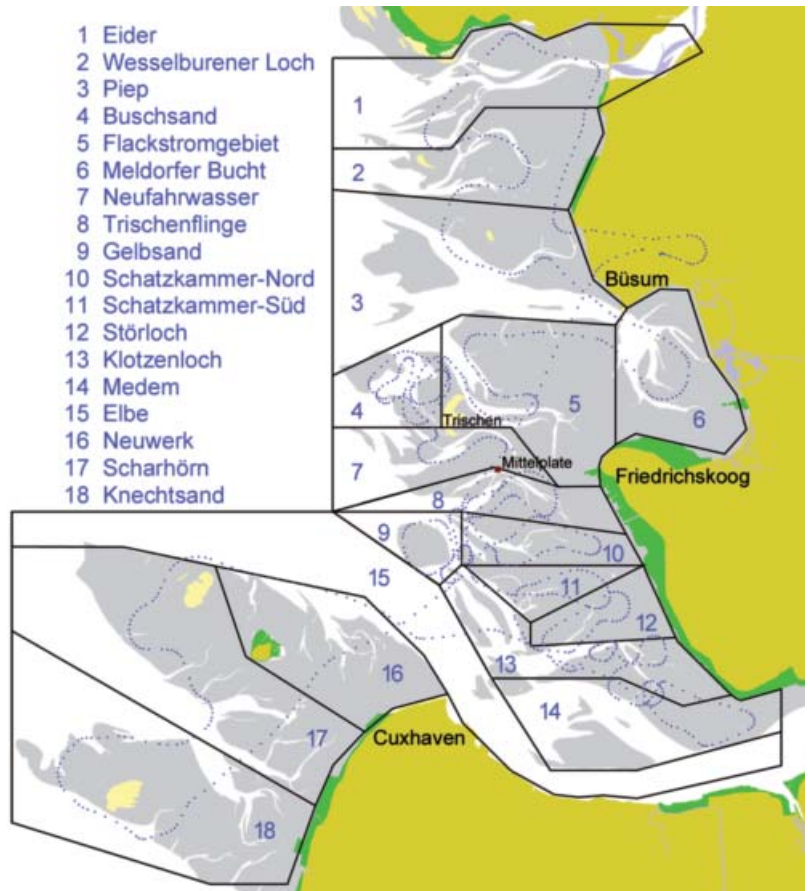 1 Eider
2 Wesselburener Loch
3 Piep
4 Buschsand
5 Flackstromgebiet
6 Meldorfer Bucht
7 Neufahrwasser
8 Trischenflinge
9 Gelbsand
10 Schatzkammer-Nord
11 Schatzkammer-Süd
12 Störloch
13 Klotzenloch
14 Medem
15 Elbe
16 Neuwerk
17 Scharhörn
18 Knechtsand
1
2
Büsum
3
4
5
6
Trischen
7
Mittelplate
Friedrichskoog
8
9
10
15
11
12
13
16
14
17
Cuxhaven
18